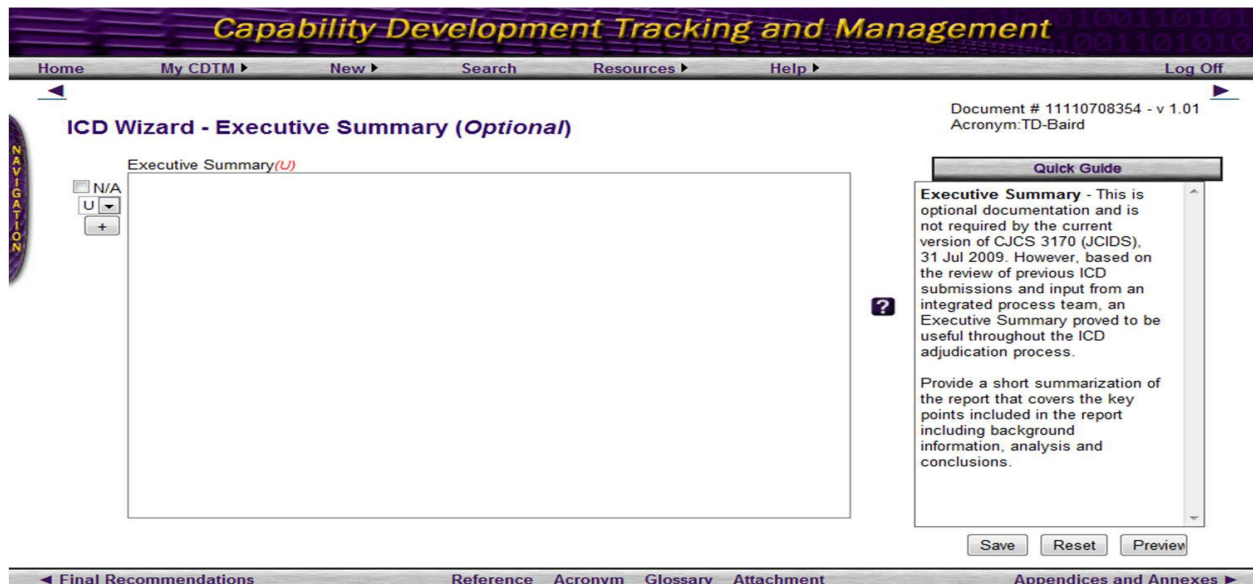 Capability Development Tracking and Management
Home My CDTM New Search Resources Help Log Off
Document # 11110708354 - v 1.01
Acronym:TD-Baird
ICD Wizard - Executive Summary (Optional)
NAVIGATION
Executive Summary(U)
N/A
U
+
?
Quick Guide
Executive Summary - This is
optional documentation and is
not required by the current
version of CJCS 3170 (JCIDS),
31 Jul 2009. However, based on
the review of previous ICD
submissions and input from an
integrated process team, an
Executive Summary proved to be
useful throughout the ICD
adjudication process.
Provide a short summarization of
the report that covers the key
points included in the report
including background
information, analysis and
conclusions.
Save Reset Preview
Final Recommendations Reference Acronym Glossary Attachment Appendices and Annexes